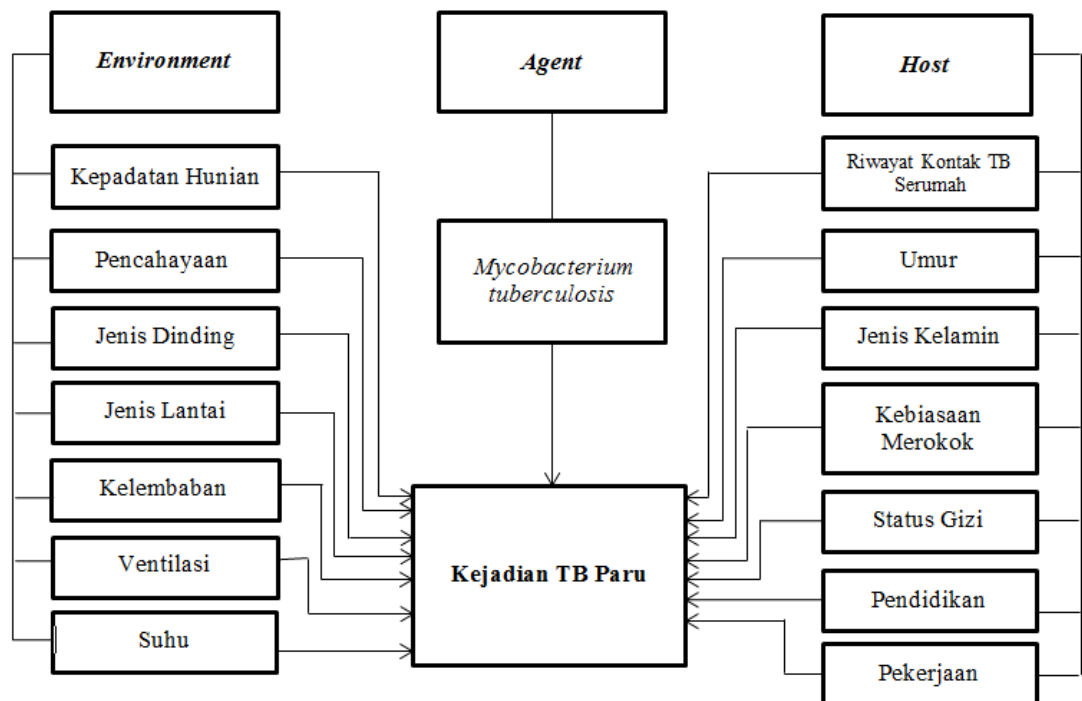 Environment
Agent
Host
Kepadatan Hunian
Pencahayaan
Jenis Dinding
Jenis Lantai
Kelembaban
Ventilasi
Suhu
Mycobacterium
tuberculosis
Kejadian TB Paru
Riwayat Kontak TB
Serumah
Umur
Jenis Kelamin
Kebiasaan
Merokok
Status Gizi
Pendidikan
Pekerjaan